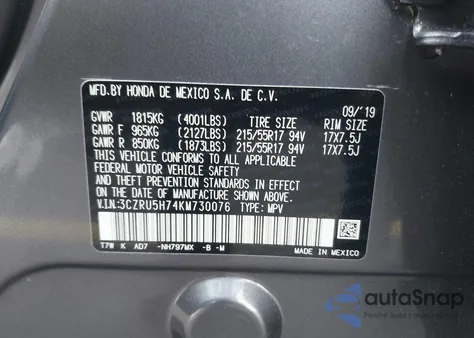 MFD.BY HONDA DE MEXICO S.A. DE C.V.
09/'19
GVWR 1815KG (4001LBS) TIRE SIZE RIM SIZE
GAWR F 965KG (2127LBS) 215/55R17 94V 17X7.5J
GAWR R 850KG (1873LBS) 215/55R17 94V 17X7.5J
THIS VEHICLE CONFORMS TO ALL APPLICABLE
FEDERAL MOTOR VEHICLE SAFETY
AND THEFT PREVENTION STANDARDS IN EFFECT
ON THE DATE OF MANUFACTURE SHOWN ABOVE.
V.I.N:3CZRU5H74KM730076 TYPE: MPV
T7W K AD7 -NH797MX -B -M
MADE IN MEXICO
autoSnap